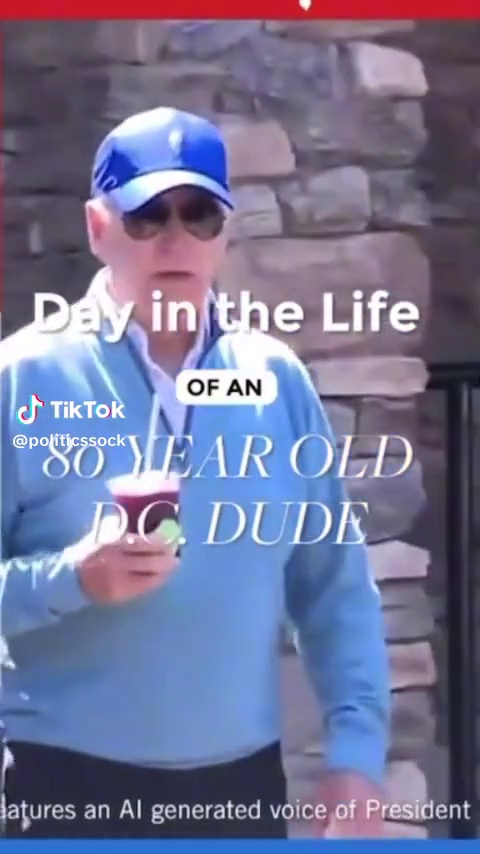 Day in the Life
OF AN
TikTok
@politicssock
80 YEAR OLD
D.C. DUDE
eatures an AI generated voice of President